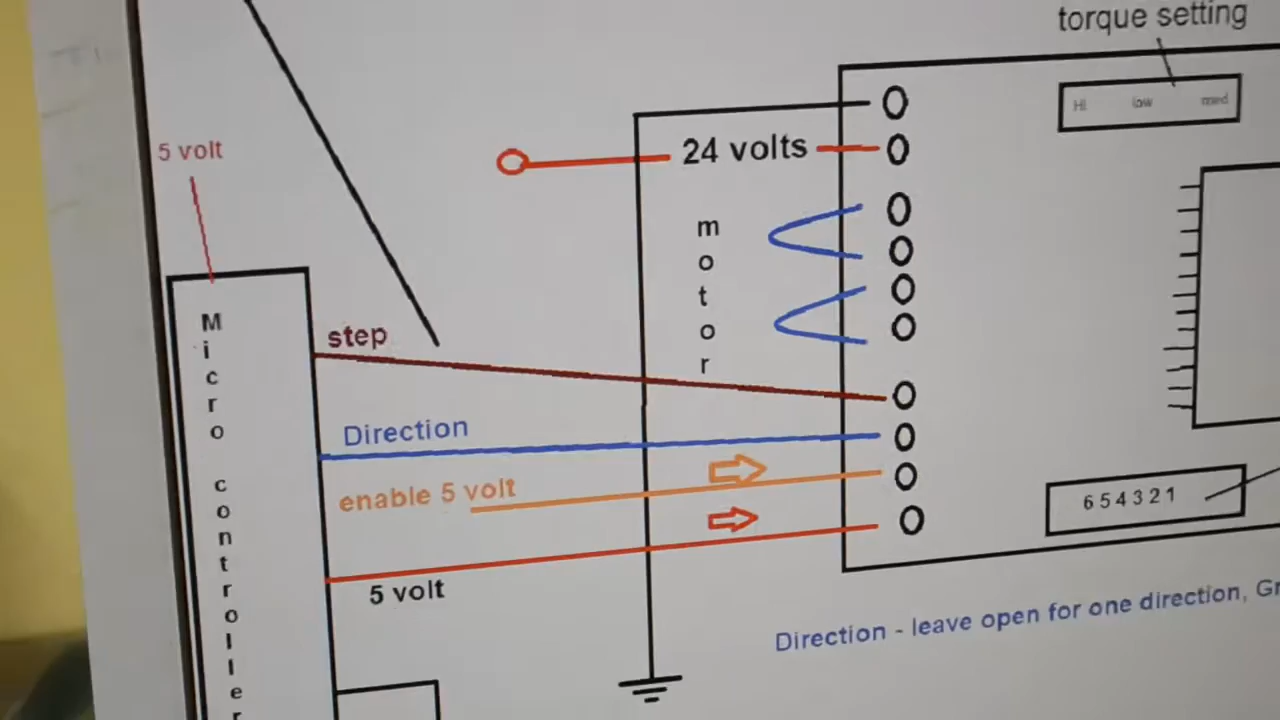 torque setting
HI low med
5 volt
24 volts
motor
Micro controller
step
Direction
enable 5 volt
5 volt
654321
Direction - leave open for one direction, Gr